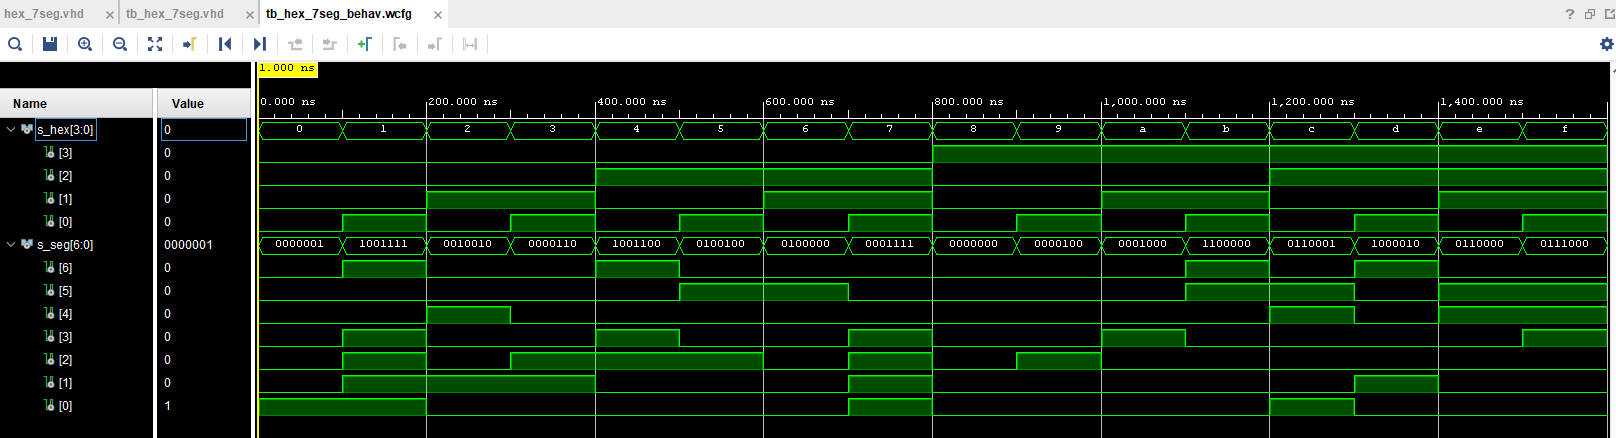 hex_7seg.vhd × tb_hex_7seg.vhd × tb_hex_7seg_behav.wcfg × ?
1.000 ns
Name Value 0.000 ns 200.000 ns 400.000 ns 600.000 ns 800.000 ns 1,000.000 ns 1,200.000 ns 1,400.000 ns
s_hex[3:0] 0 0 1 2 3 4 5 6 7 8 9 a b c d e f
[3] 0
[2] 0
[1] 0
[0] 0
s_seg[6:0] 0000001 0000001 1001111 0010010 0000110 1001100 0100100 0100000 0001111 0000000 0000100 0001000 1100000 0110001 1000010 0110000 0111000
[6] 0
[5] 0
[4] 0
[3] 0
[2] 0
[1] 0
[0] 1